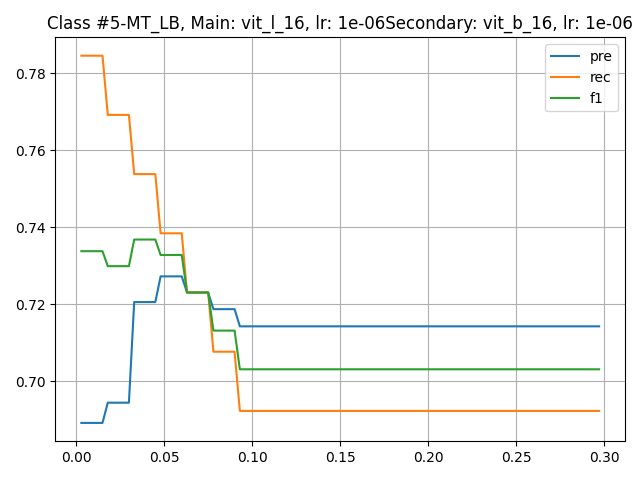 Class #5-MT_LB, Main: vit_l_16, lr: 1e-06Secondary: vit_b_16, lr: 1e-06
pre
rec
f1
0.78
0.76
0.74
0.72
0.70
0.00 0.05 0.10 0.15 0.20 0.25 0.30